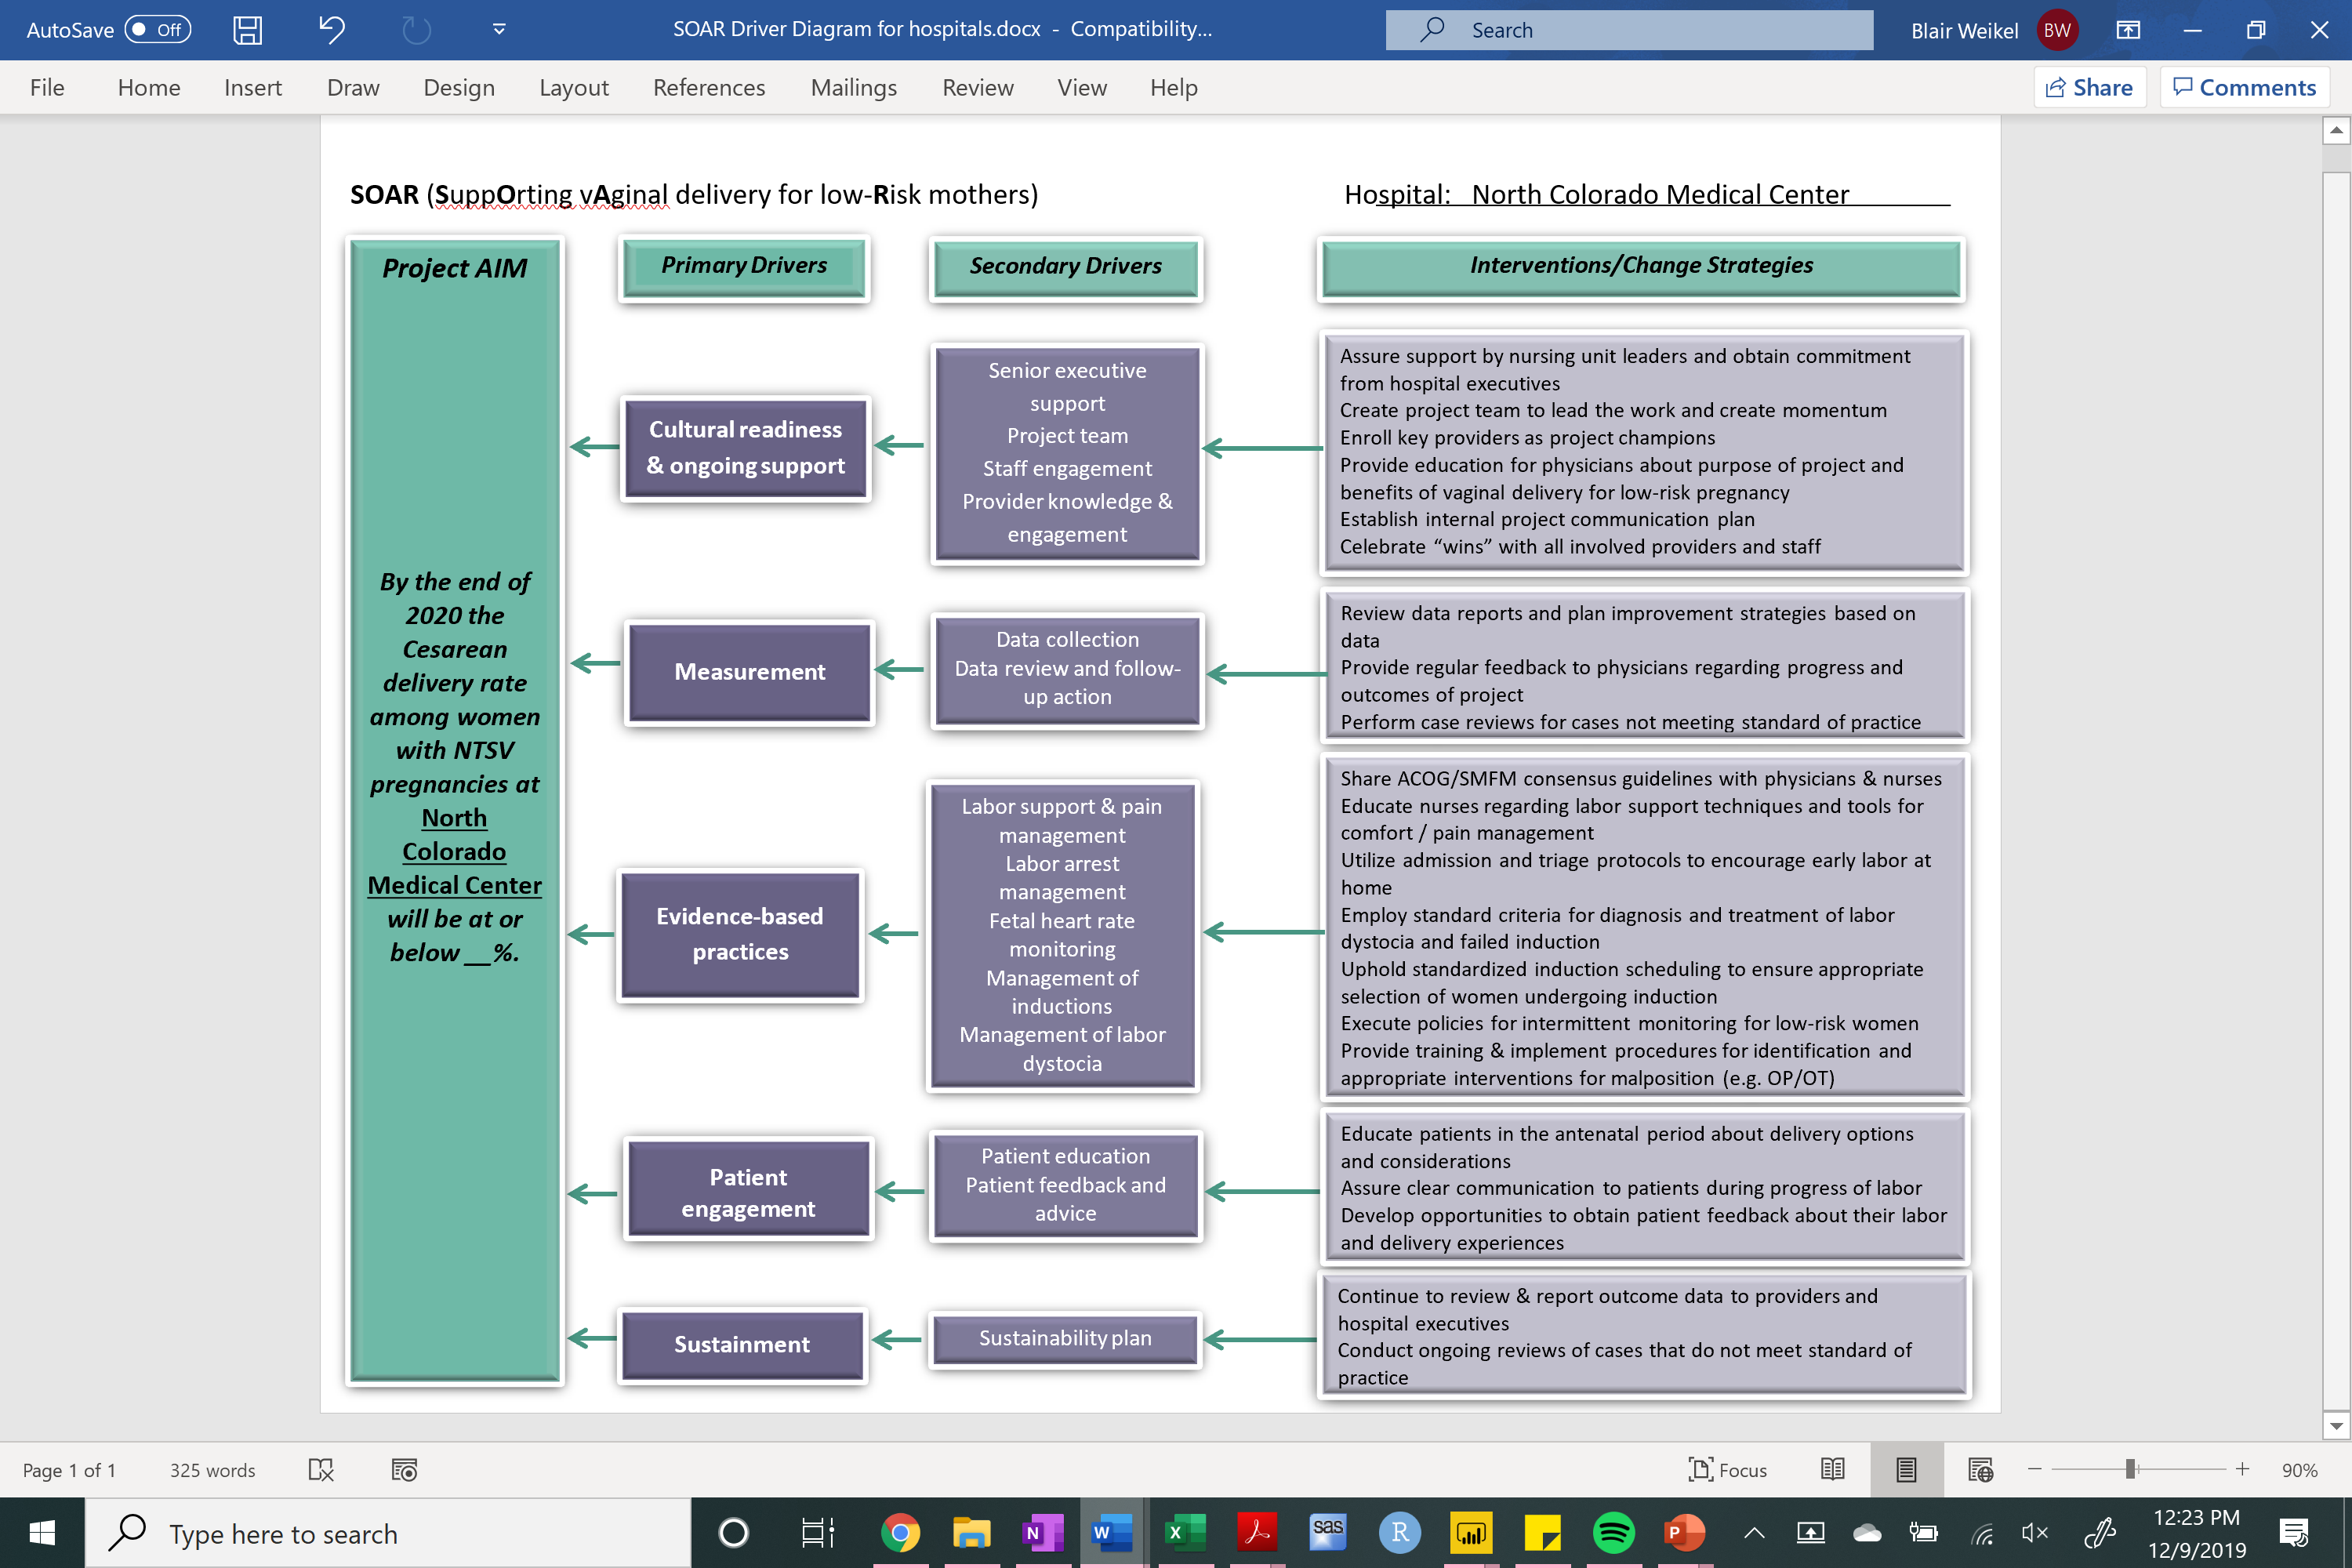 AutoSave Off
SOAR Driver Diagram for hospitals.docx - Compatibility...
Search
Blair Weikel BW
File Home Insert Draw Design Layout References Mailings Review View Help
Share Comments
SOAR (SuppOrting vAginal delivery for low-Risk mothers)
Hospital: North Colorado Medical Center
Project AIM
By the end of
2020 the
Cesarean
delivery rate
among women
with NTSV
pregnancies at
North
Colorado
Medical Center
will be at or
below __%.
Primary Drivers
Secondary Drivers
Interventions/Change Strategies
Cultural readiness
& ongoing support
Senior executive
support
Project team
Staff engagement
Provider knowledge &
engagement
Assure support by nursing unit leaders and obtain commitment
from hospital executives
Create project team to lead the work and create momentum
Enroll key providers as project champions
Provide education for physicians about purpose of project and
benefits of vaginal delivery for low-risk pregnancy
Establish internal project communication plan
Celebrate “wins” with all involved providers and staff
Measurement
Data collection
Data review and follow-
up action
Review data reports and plan improvement strategies based on
data
Provide regular feedback to physicians regarding progress and
outcomes of project
Perform case reviews for cases not meeting standard of practice
Evidence-based
practices
Labor support & pain
management
Labor arrest
management
Fetal heart rate
monitoring
Management of
inductions
Management of labor
dystocia
Share ACOG/SMFM consensus guidelines with physicians & nurses
Educate nurses regarding labor support techniques and tools for
comfort / pain management
Utilize admission and triage protocols to encourage early labor at
home
Employ standard criteria for diagnosis and treatment of labor
dystocia and failed induction
Uphold standardized induction scheduling to ensure appropriate
selection of women undergoing induction
Execute policies for intermittent monitoring for low-risk women
Provide training & implement procedures for identification and
appropriate interventions for malposition (e.g. OP/OT)
Patient
engagement
Patient education
Patient feedback and
advice
Educate patients in the antenatal period about delivery options
and considerations
Assure clear communication to patients during progress of labor
Develop opportunities to obtain patient feedback about their labor
and delivery experiences
Sustainment
Sustainability plan
Continue to review & report outcome data to providers and
hospital executives
Conduct ongoing reviews of cases that do not meet standard of
practice
Page 1 of 1 325 words
Focus
90%
Type here to search
N W X sas R P
12:23 PM
12/9/2019